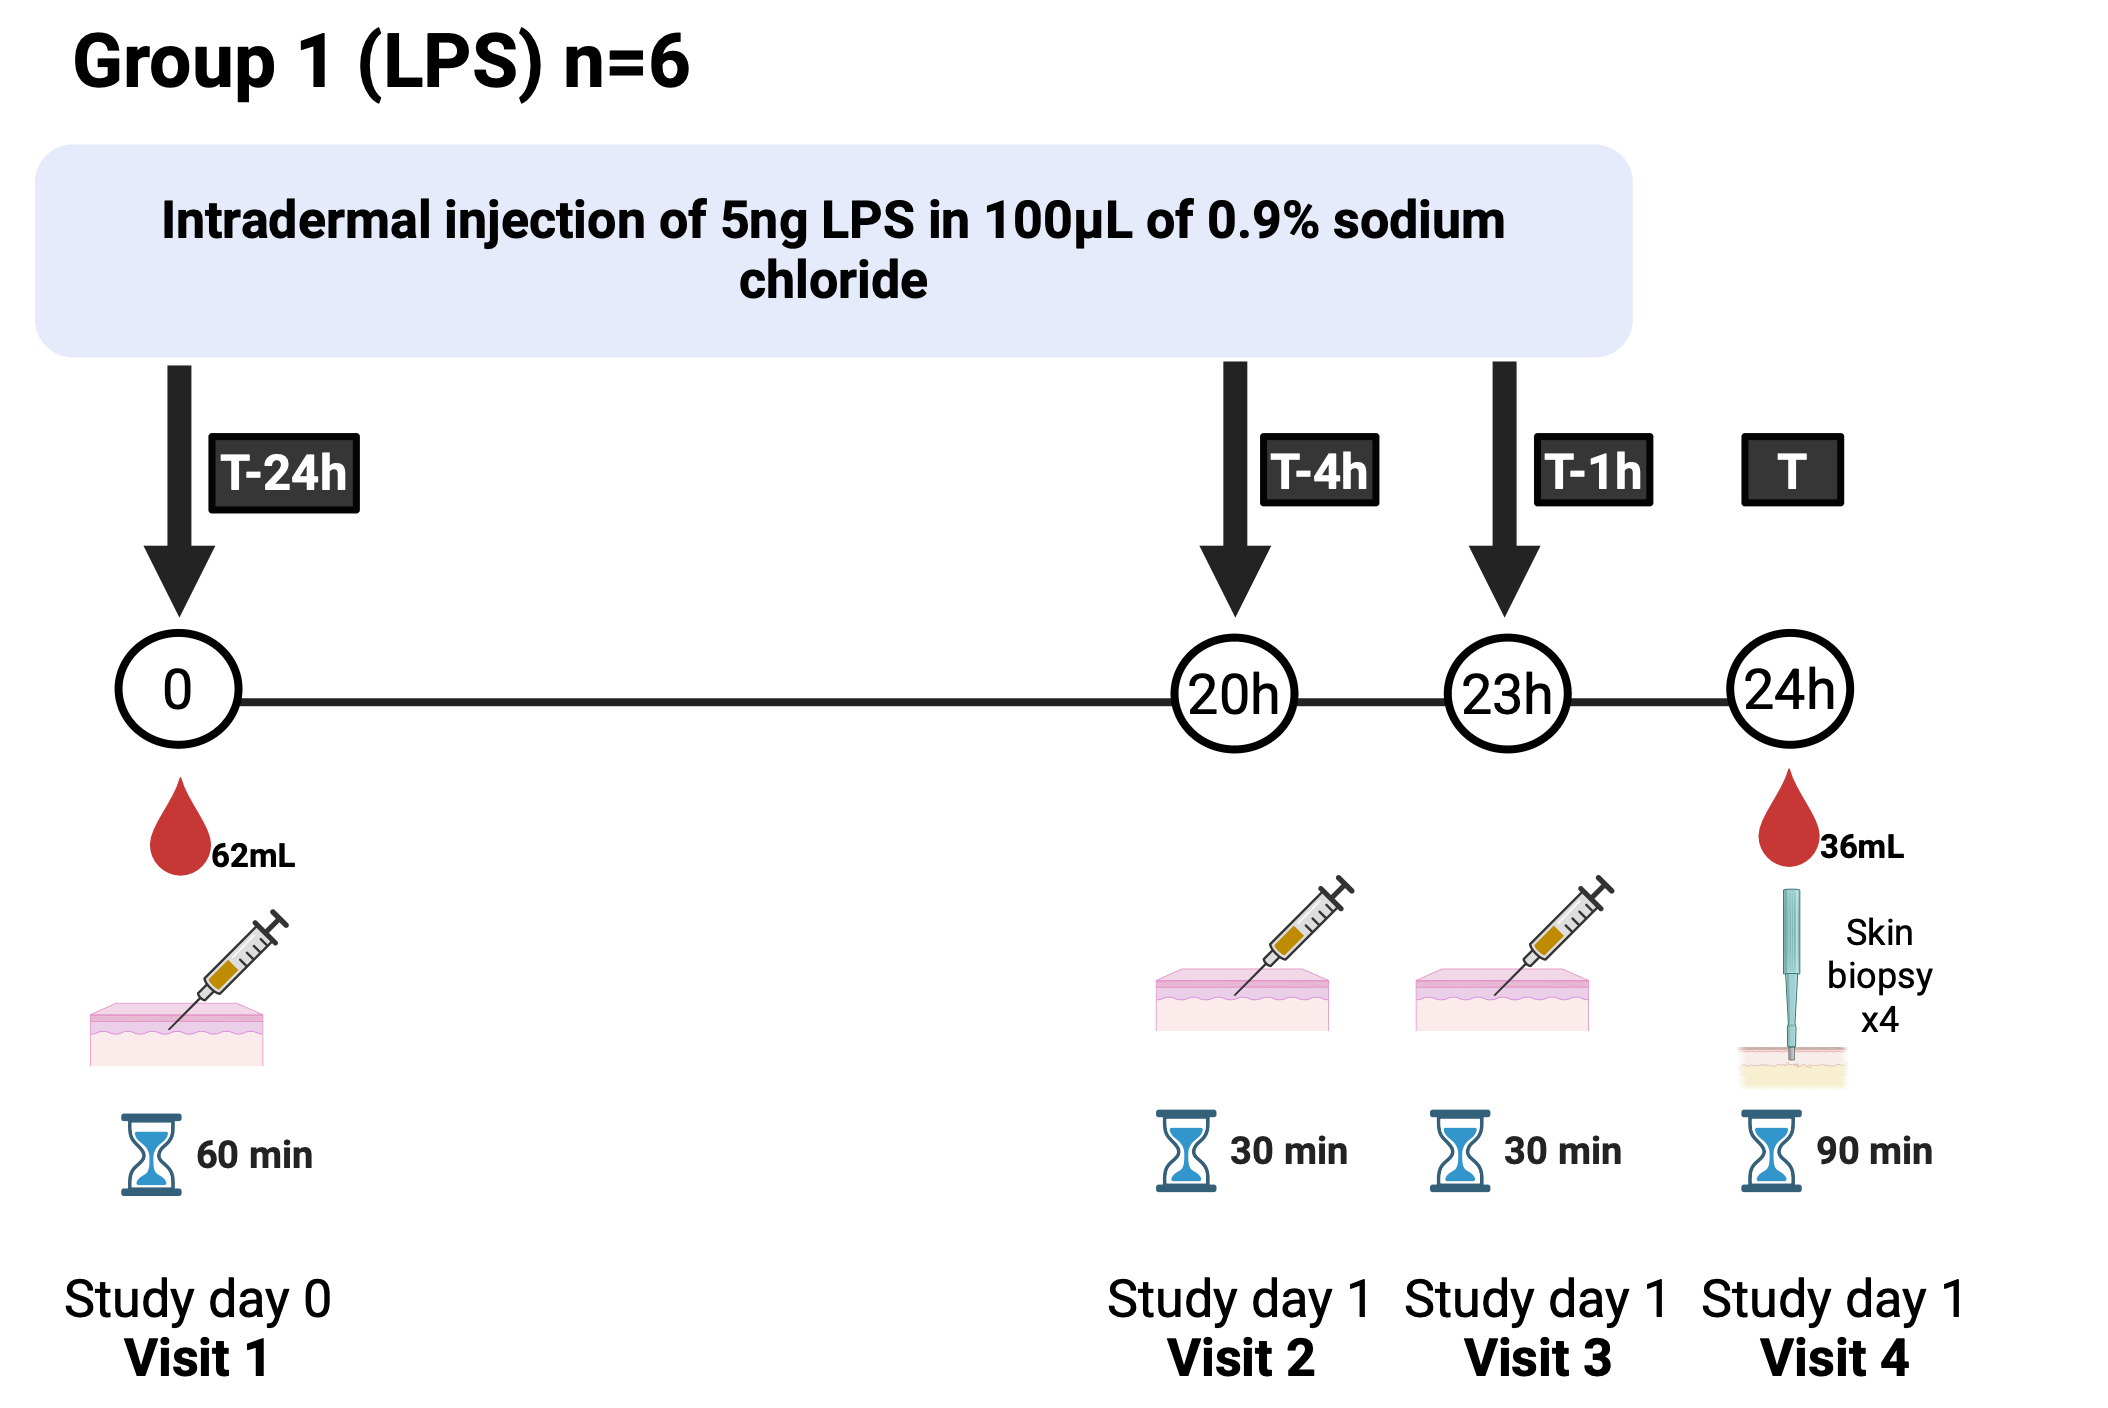 Group 1 (LPS) n=6
Intradermal injection of 5ng LPS in 100µL of 0.9% sodium
chloride
T-24h
T-4h
T-1h
T
0
20h
23h
24h
62mL
36mL
Skin
biopsy
x4
60 min
30 min
30 min
90 min
Study day 0
Visit 1
Study day 1
Visit 2
Study day 1
Visit 3
Study day 1
Visit 4